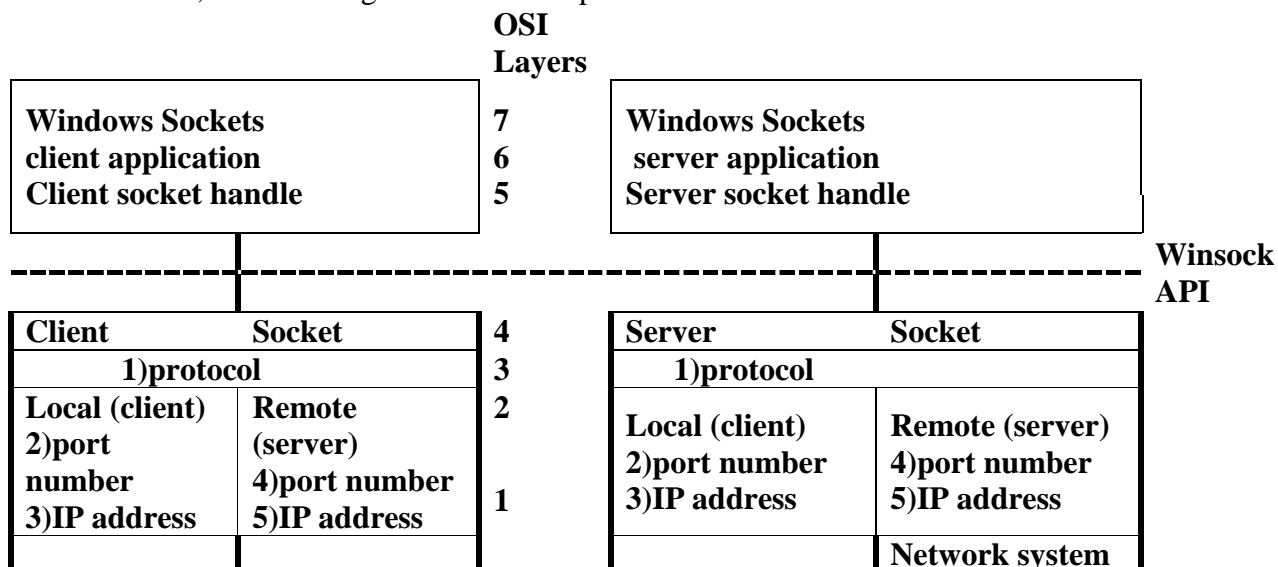 OSI
Layers
Windows Sockets
client application
Client socket handle
7
6
5
Windows Sockets
server application
Server socket handle
Winsock
API
Client Socket
1)protocol
Local (client)
2)port
number
3)IP address
Remote
(server)
4)port number
5)IP address
4
3
2
1
Server Socket
1)protocol
Local (client)
2)port number
3)IP address
Remote (server)
4)port number
5)IP address
Network system